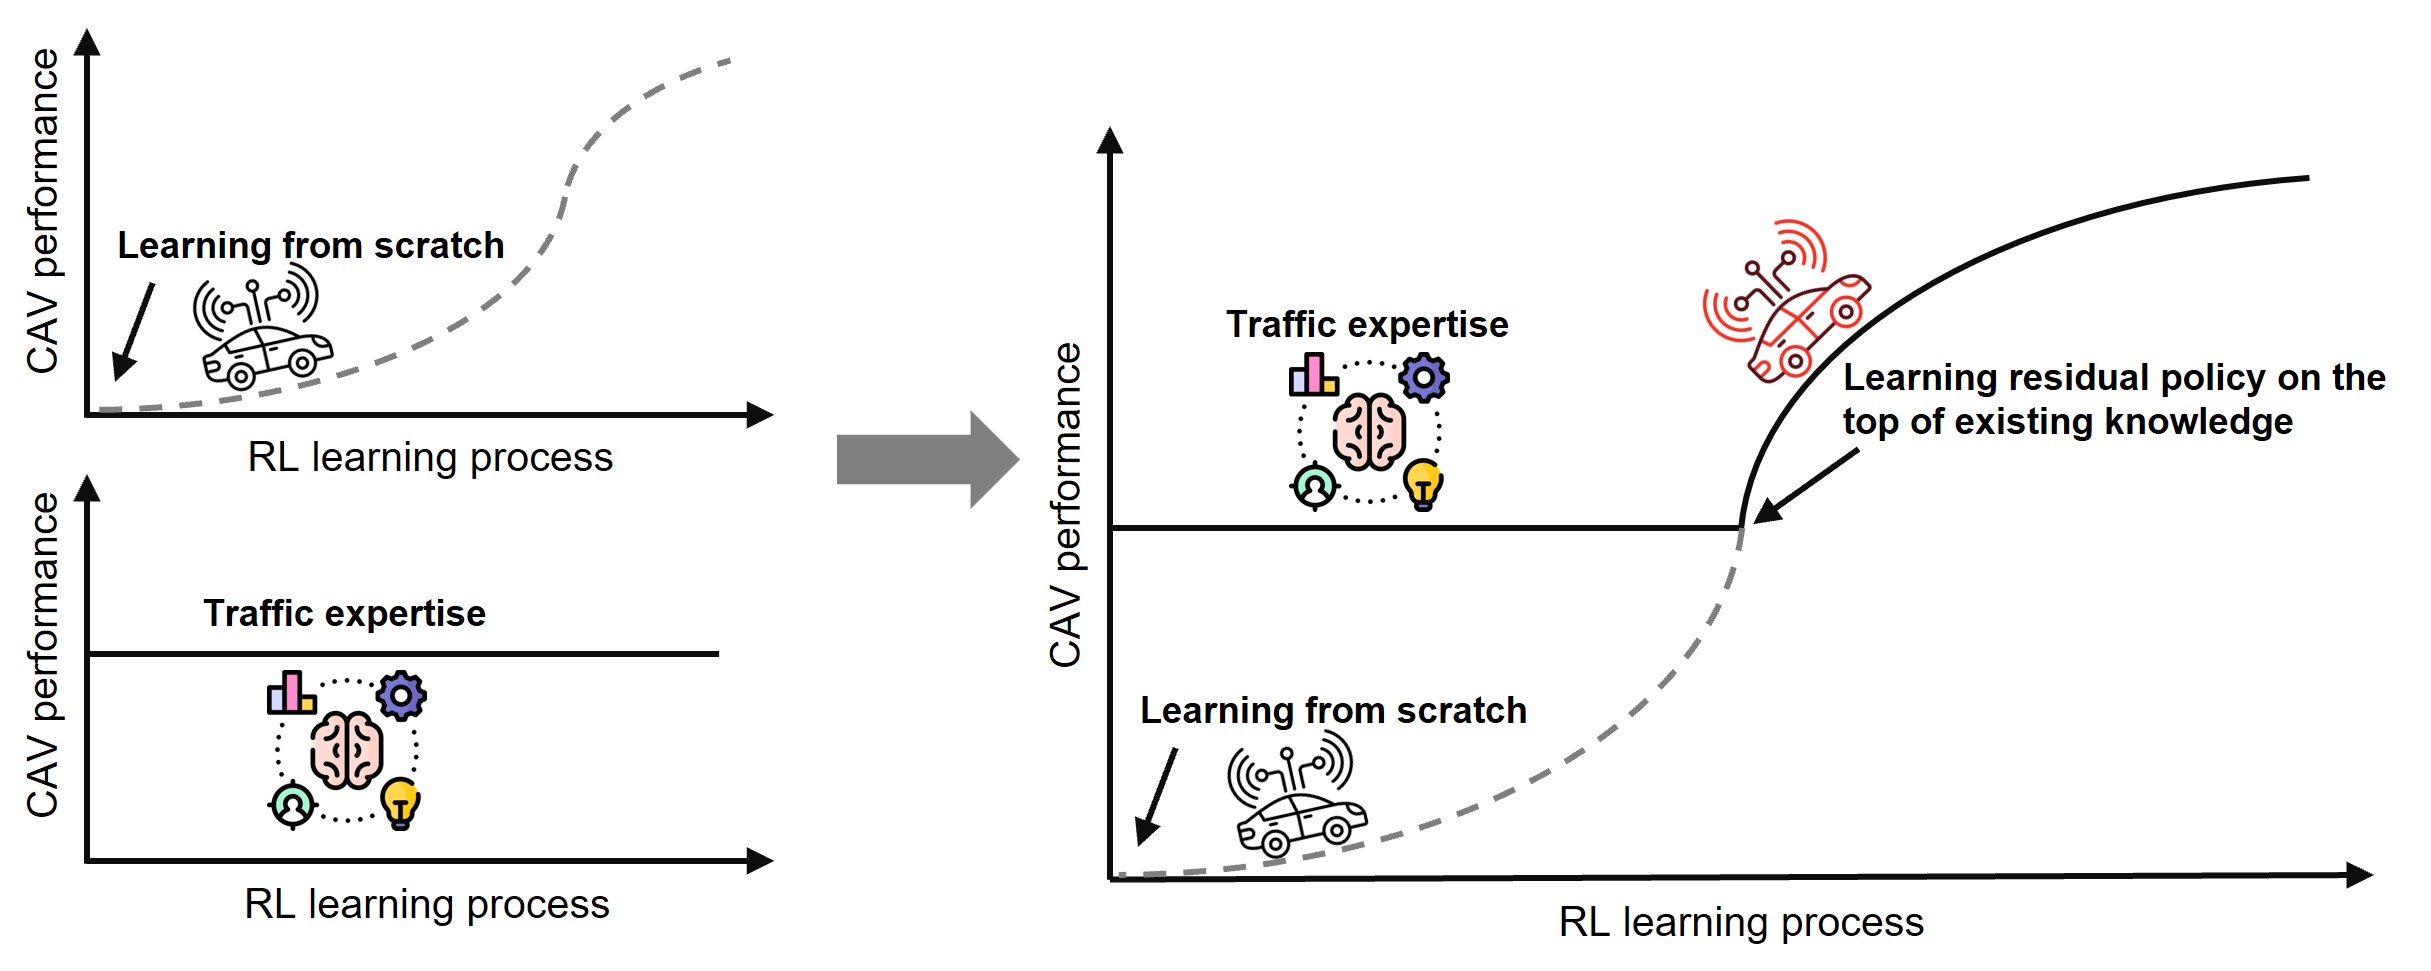 CAV performance
Learning from scratch
RL learning process
CAV performance
Traffic expertise
RL learning process
CAV performance
Traffic expertise
Learning residual policy on the
top of existing knowledge
Learning from scratch
RL learning process